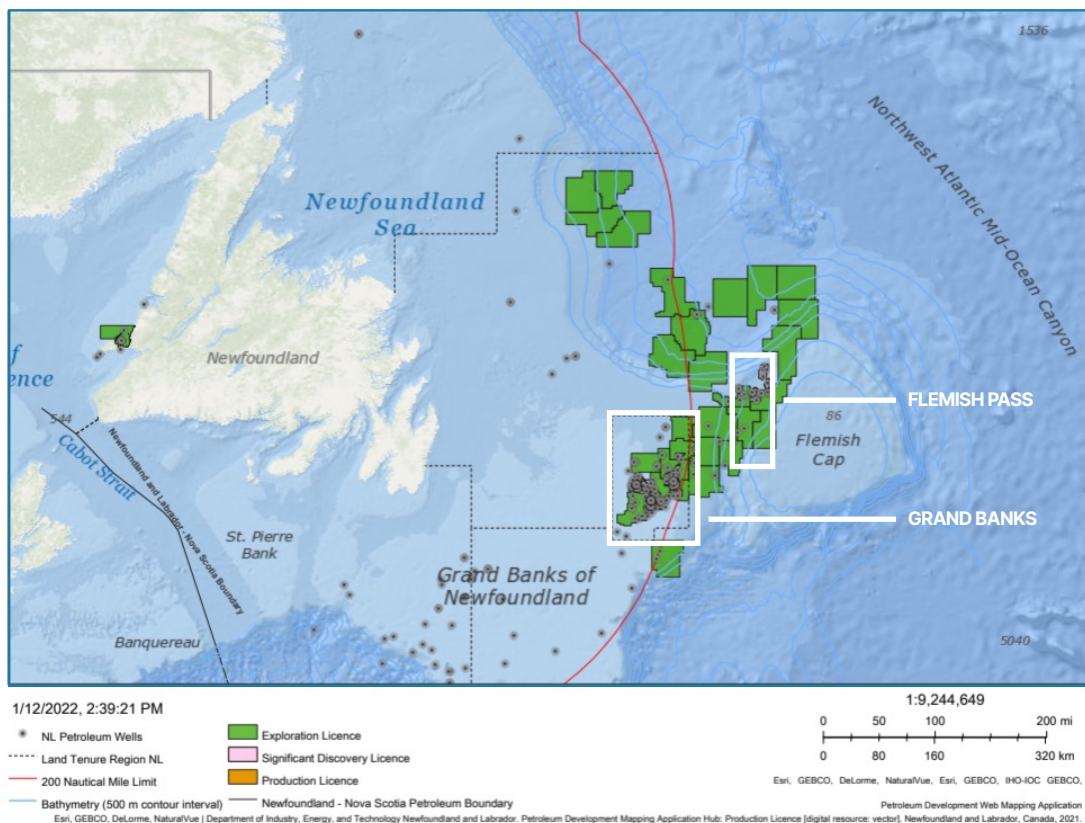 1536
Northwest Atlantic Mid-Ocean Canyon
Newfoundland
Sea
Newfoundland
of
ence
FLEMISH PASS
86
Flemish
Cap
544
Cabot Strait
Newfoundland and Labrador - Nova Scotia Boundary
GRAND BANKS
St. Pierre
Bank
Grand Banks of
Newfoundland
Banquereau
5040
1/12/2022, 2:39:21 PM
NL Petroleum Wells
Land Tenure Region NL
200 Nautical Mile Limit
Bathymetry (500 m contour interval)
Exploration Licence
Significant Discovery Licence
Production Licence
Newfoundland - Nova Scotia Petroleum Boundary
1:9,244,649
0 50 100 200 mi
0 80 160 320 km
Esri, GEBCO, DeLorme, NaturalVue, Esri, GEBCO, IHO-IOC GEBCO,
Petroleum Development Web Mapping Application
Esri, GEBCO, DeLorme, NaturalVue | Department of Industry, Energy, and Technology Newfoundland and Labrador. Petroleum Development Mapping Application Hub: Production Licence [digital resource: vector]. Newfoundland and Labrador, Canada, 2021.